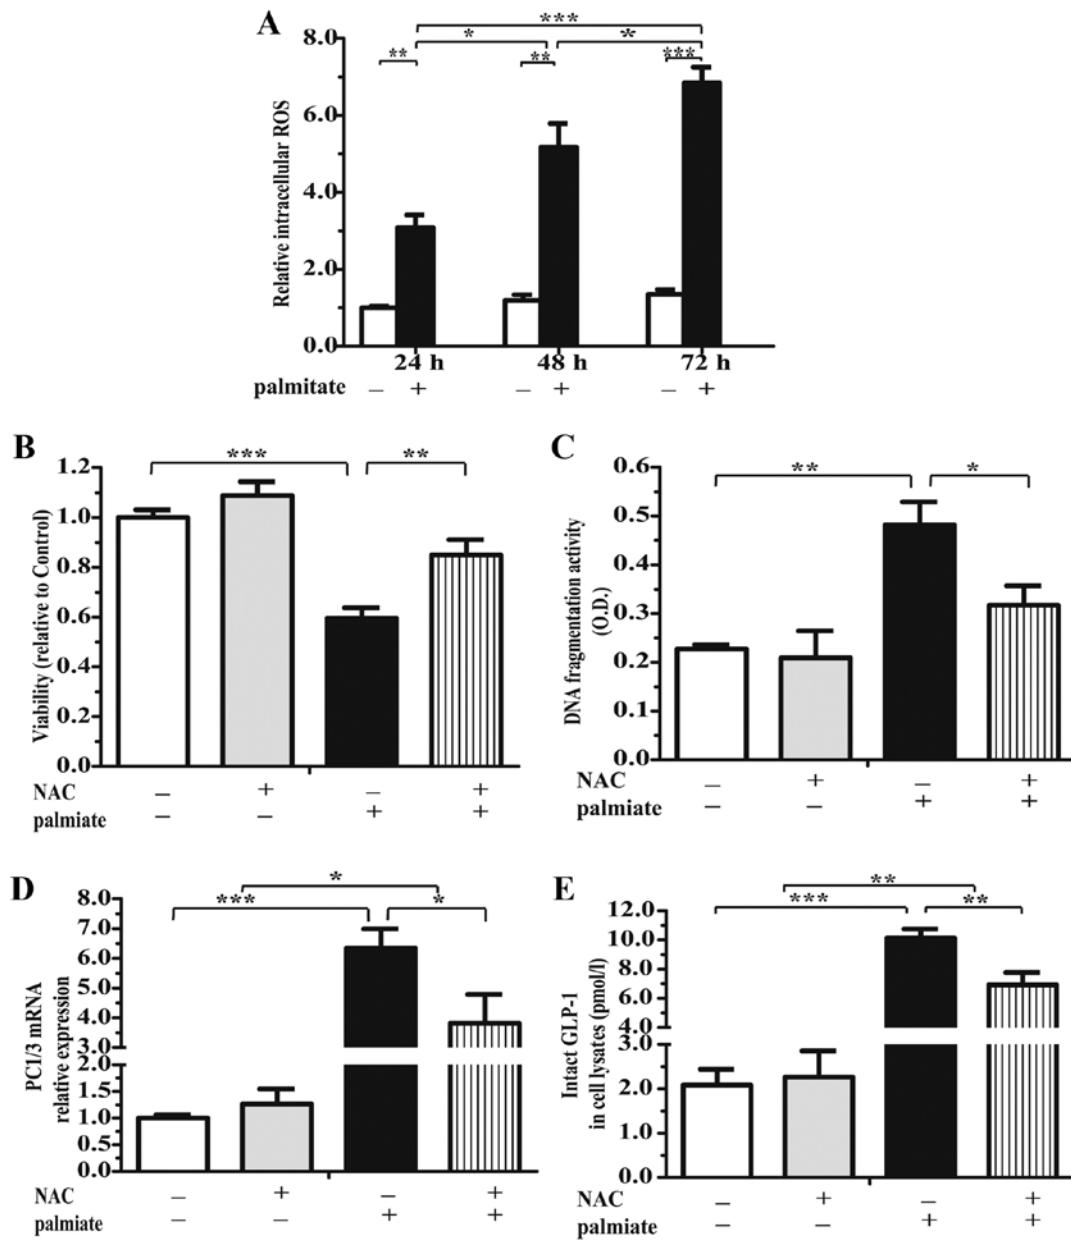 A
***
* *
** ** ***
8.0
6.0
4.0
2.0
0.0
Relative intracellular ROS
24 h 48 h 72 h
palmitate − + − + − +
B
*** **
1.2
1.0
0.8
0.6
0.4
0.2
0.0
Viability (relative to Control)
NAC − + − +
palmiate − − + +
C
** *
0.6
0.5
0.4
0.3
0.2
0.1
0.0
DNA fragmentation activity
(O.D.)
NAC − + − +
palmiate − − + +
D
*
*** *
8.0
7.0
6.0
5.0
4.0
3.0
2.0
1.5
1.0
0.5
0.0
PC1/3 mRNA
relative expression
NAC − + − +
palmiate − − + +
E
**
*** **
12.0
10.0
8.0
6.0
4.0
3.0
2.0
1.0
0.0
Intact GLP-1
in cell lysates (pmol/l)
NAC − + − +
palmiate − − + +